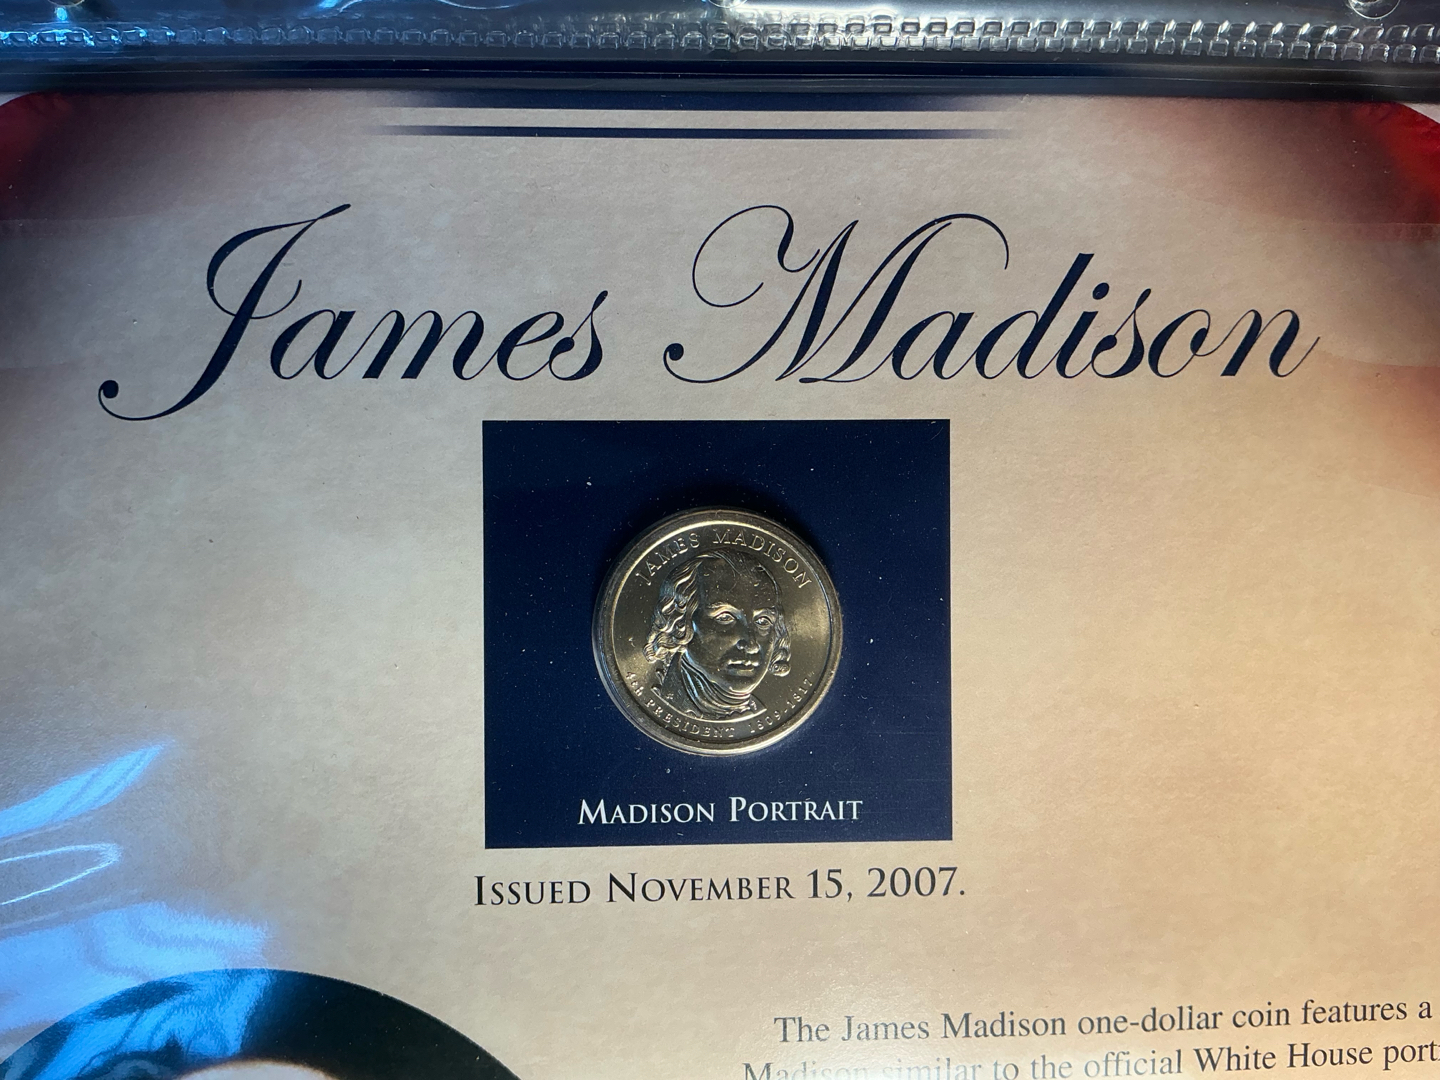 James Madison
JAMES MADISON
4th PRESIDENT 1809-1817
MADISON PORTRAIT
ISSUED NOVEMBER 15, 2007.
The James Madison one-dollar coin features a
Madison similar to the official White House